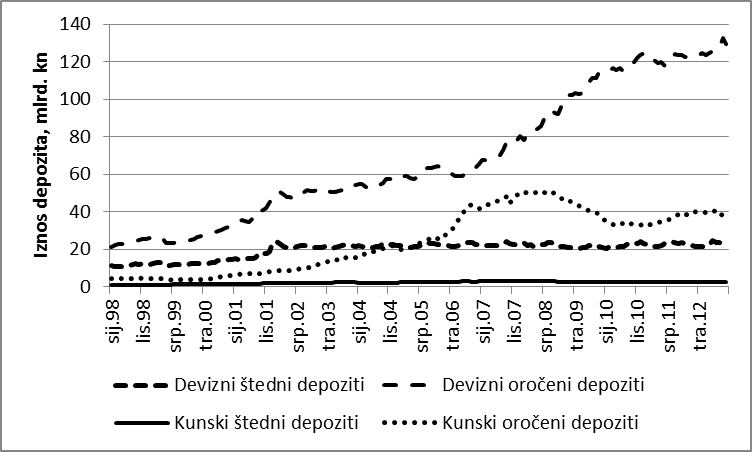 Iznos depozita, mlrd. kn
140
120
100
80
60
40
20
0
sij.98
lis.98
srp.99
tra.00
sij.01
lis.01
srp.02
tra.03
sij.04
lis.04
srp.05
tra.06
sij.07
lis.07
srp.08
tra.09
sij.10
lis.10
srp.11
tra.12
Devizni štedni depoziti
Devizni oročeni depoziti
Kunski štedni depoziti
Kunski oročeni depoziti